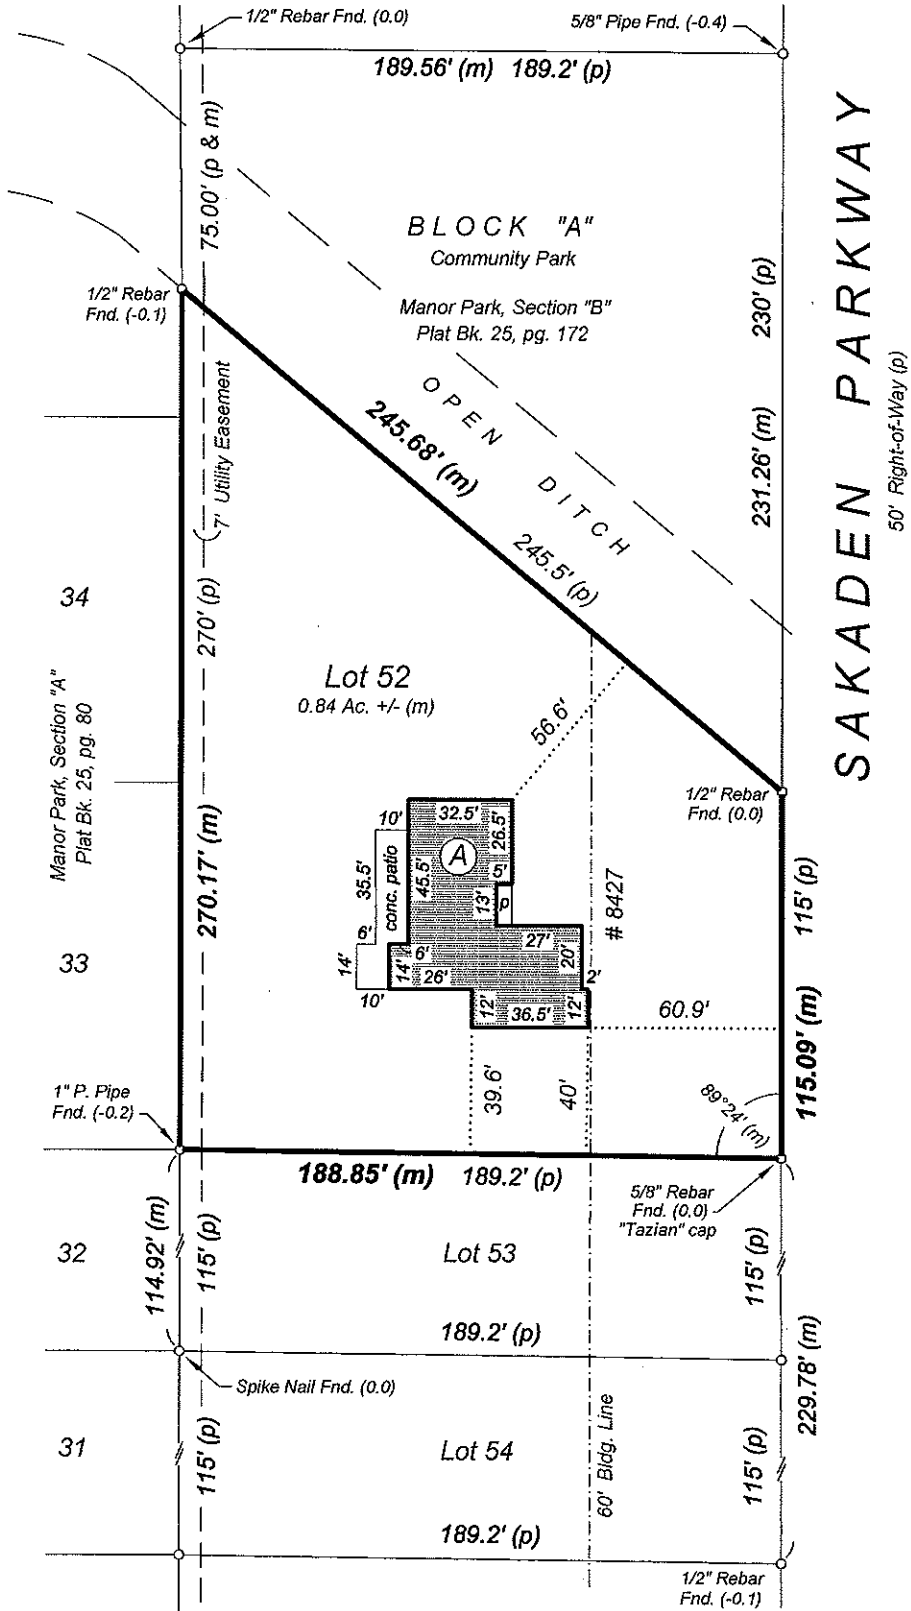 1/2" Rebar Fnd. (0.0)
5/8" Pipe Fnd. (-0.4)
189.56' (m) 189.2' (p)
75.00' (p & m)
BLOCK "A"
Community Park
Manor Park, Section "B"
Plat Bk. 25, pg. 172
1/2" Rebar
Fnd. (-0.1)
230' (p)
231.26' (m)
SAKADEN PARKWAY
50' Right-of-Way (p)
OPEN DITCH
245.68' (m)
245.5' (p)
7' Utility Easement
270' (p)
270.17' (m)
34
Manor Park, Section "A"
Plat Bk. 25, pg. 80
33
Lot 52
0.84 Ac. +/- (m)
56.6'
1/2" Rebar
Fnd. (0.0)
10'
32.5'
26.5'
A
35.5'
conc. patio
45.5'
5'
13'
p
6'
6'
27'
20'
14'
14'
26'
2'
10'
12'
36.5'
12'
# 8427
115' (p)
115.09' (m)
60.9'
39.6'
40'
89°24' (m)
1" P. Pipe
Fnd. (-0.2)
188.85' (m) 189.2' (p)
5/8" Rebar
Fnd. (0.0)
"Tazian" cap
32
114.92' (m)
115' (p)
Lot 53
115' (p)
189.2' (p)
Spike Nail Fnd. (0.0)
229.78' (m)
31
115' (p)
Lot 54
60' Bldg. Line
115' (p)
189.2' (p)
1/2" Rebar
Fnd. (-0.1)